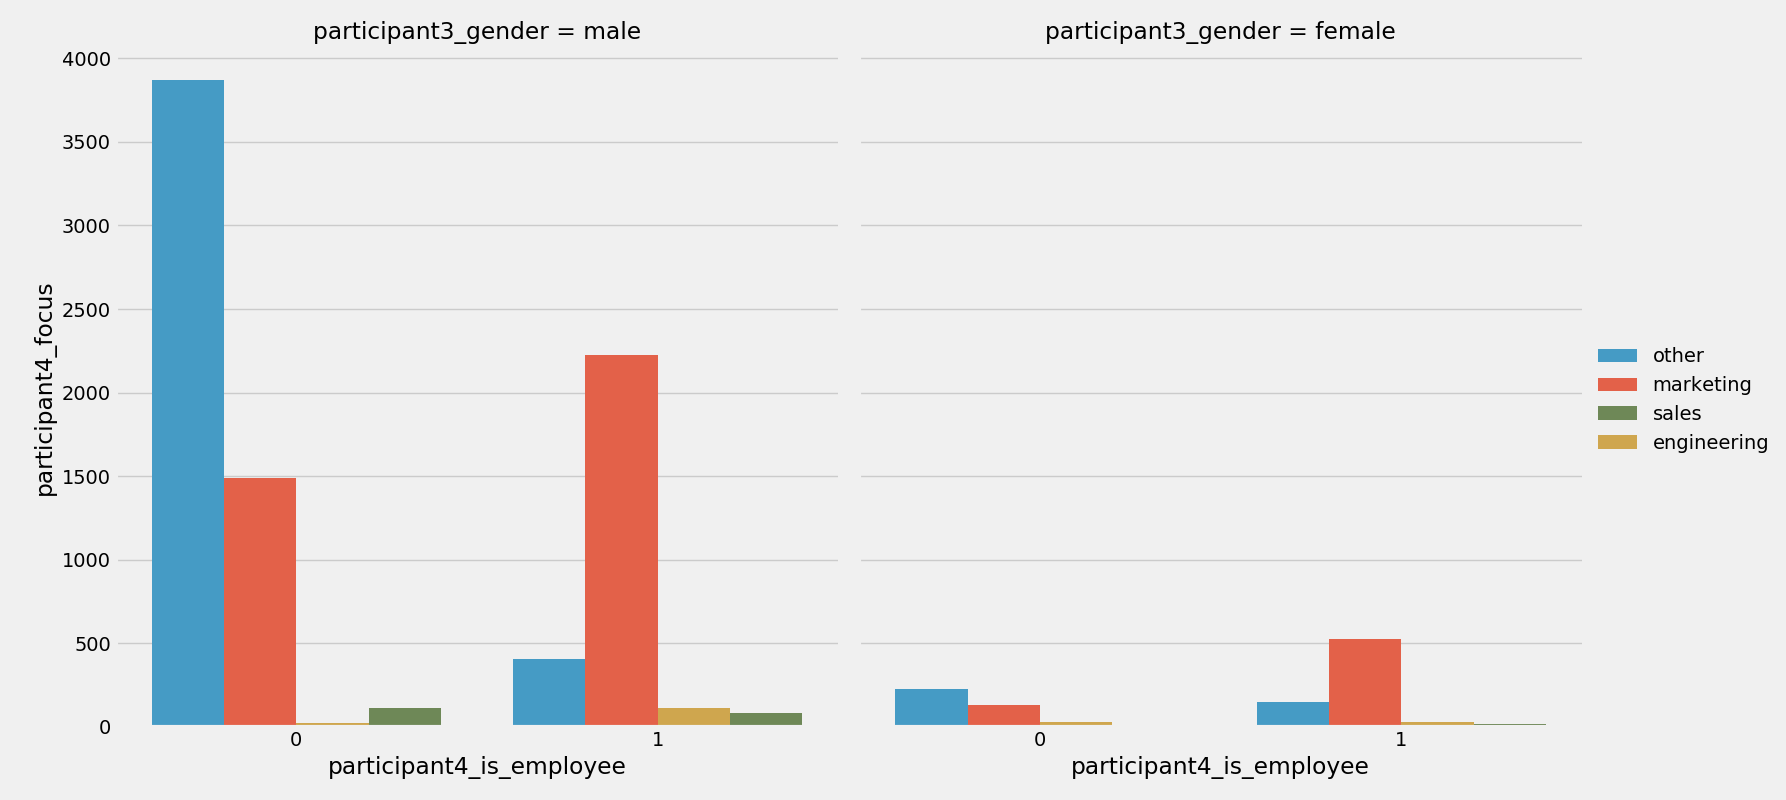 participant3_gender = male
participant3_gender = female
4000
3500
3000
2500
2000
1500
1000
500
0
participant4_focus
0
1
participant4_is_employee
0
1
participant4_is_employee
other
marketing
sales
engineering